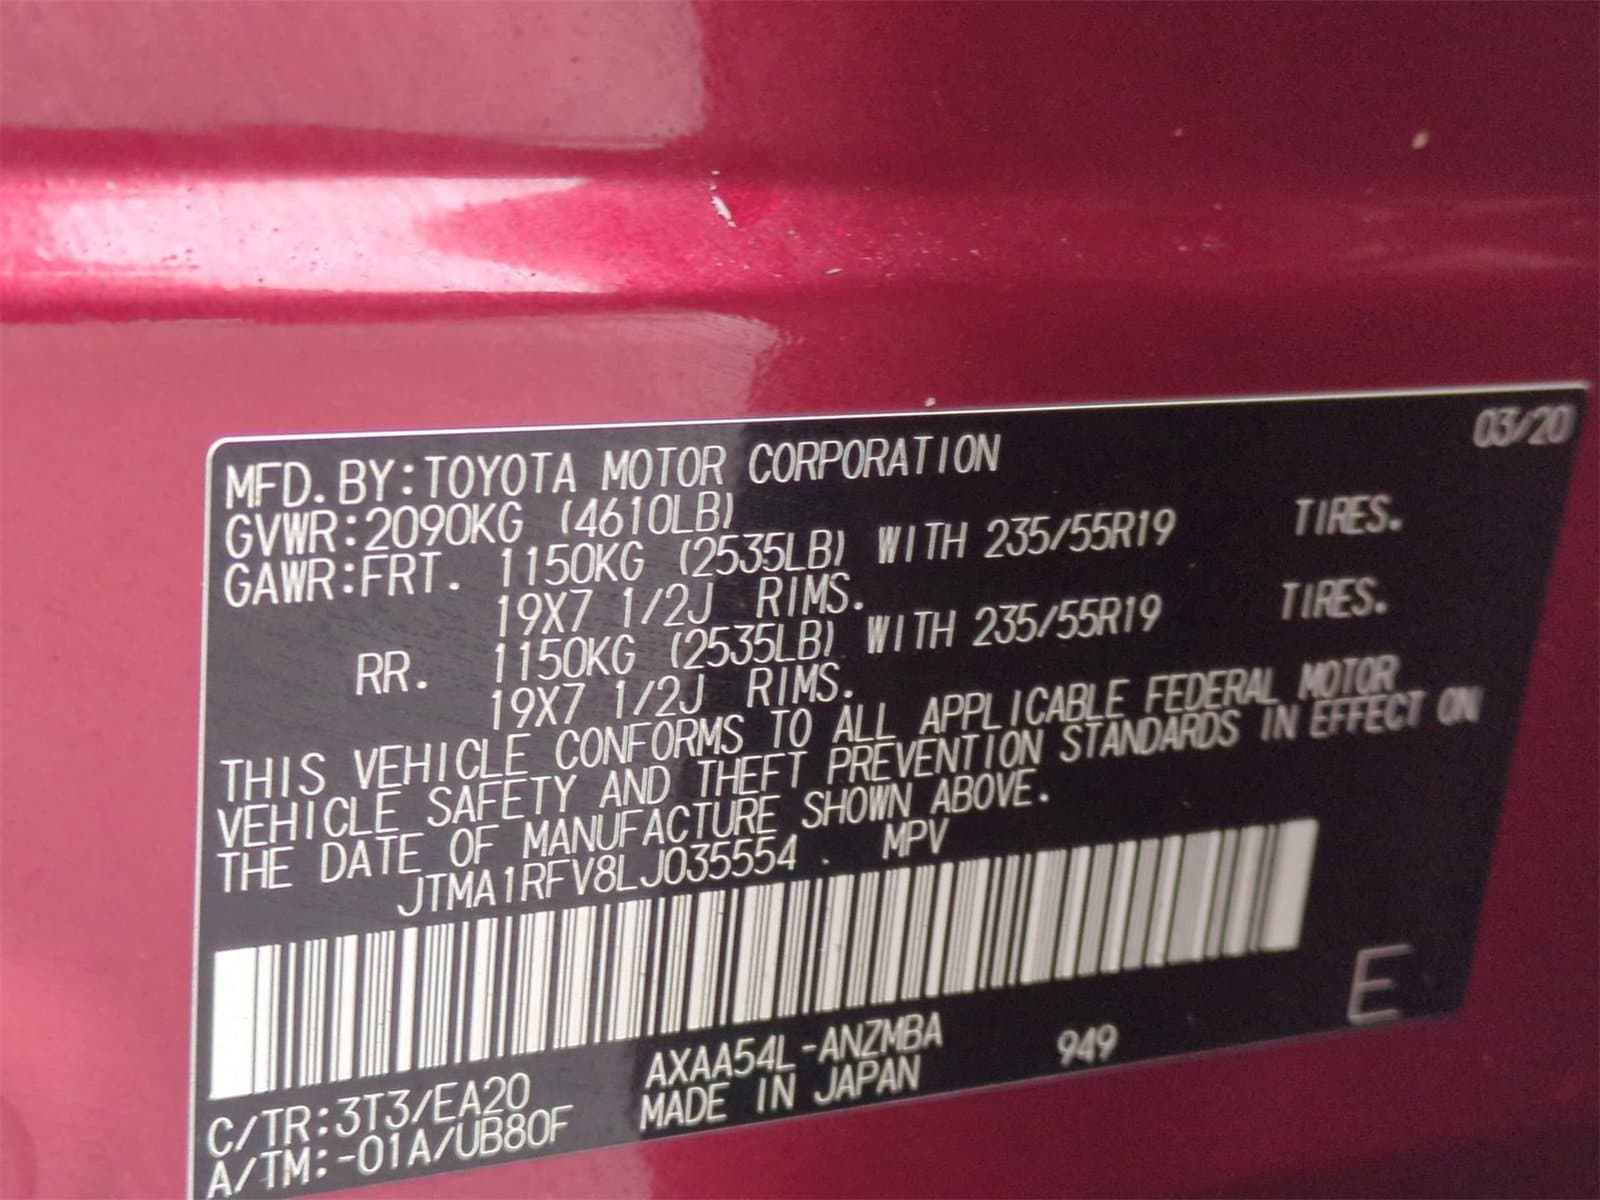 03/20
MFD.BY:TOYOTA MOTOR CORPORATION
GVWR:2090KG (4610LB)
GAWR:FRT. 1150KG (2535LB) WITH 235/55R19 TIRES.
19X7 1/2J RIMS.
RR. 1150KG (2535LB) WITH 235/55R19 TIRES.
19X7 1/2J RIMS.
THIS VEHICLE CONFORMS TO ALL APPLICABLE FEDERAL MOTOR
VEHICLE SAFETY AND THEFT PREVENTION STANDARDS IN EFFECT ON
THE DATE OF MANUFACTURE SHOWN ABOVE.
JTMA1RFV8LJ035554 MPV
E
AXAA54L-ANZMBA 949
C/TR:3T3/EA20 MADE IN JAPAN
A/TM:-01A/UB80F